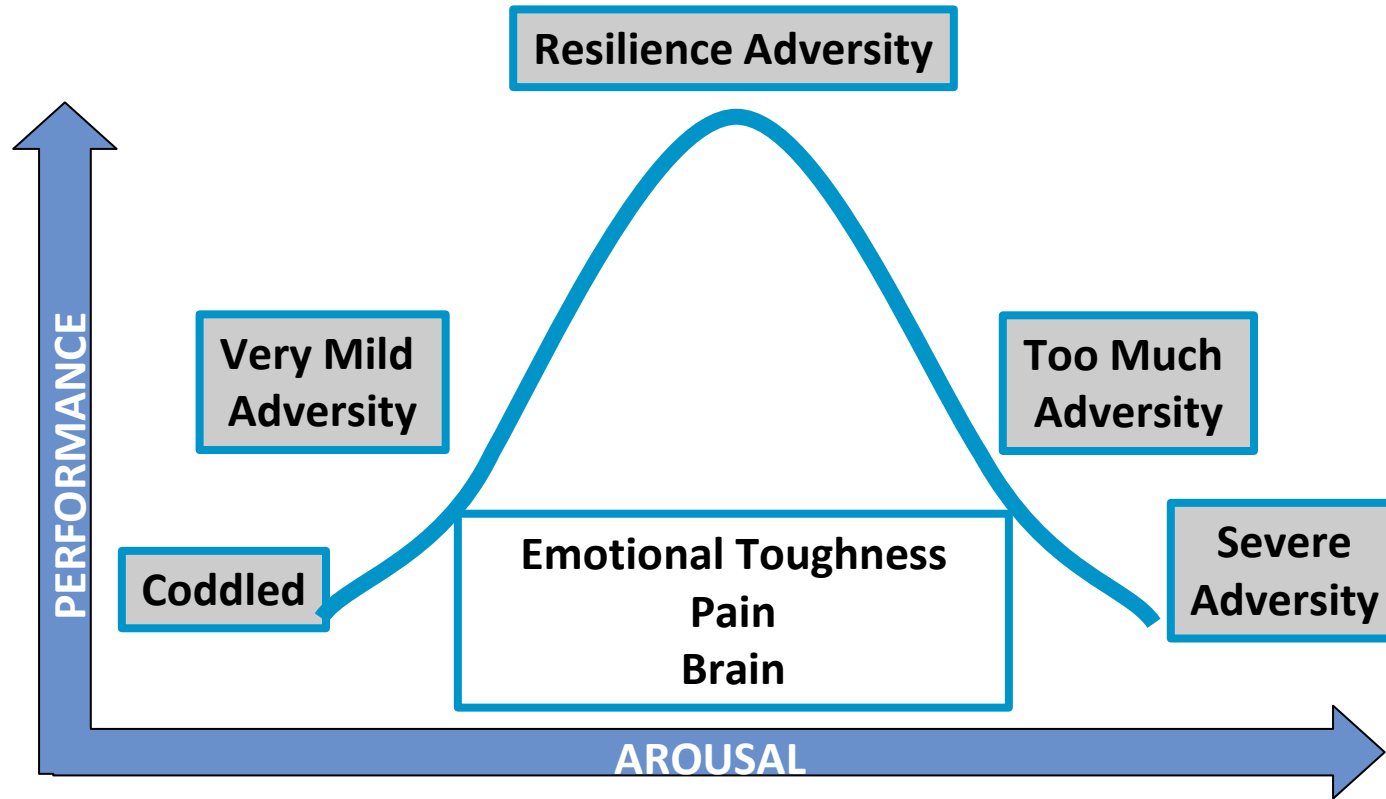 Resilience Adversity
PERFORMANCE
Very Mild
Adversity
Too Much
Adversity
Coddled
Emotional Toughness
Pain
Brain
Severe
Adversity
AROUSAL